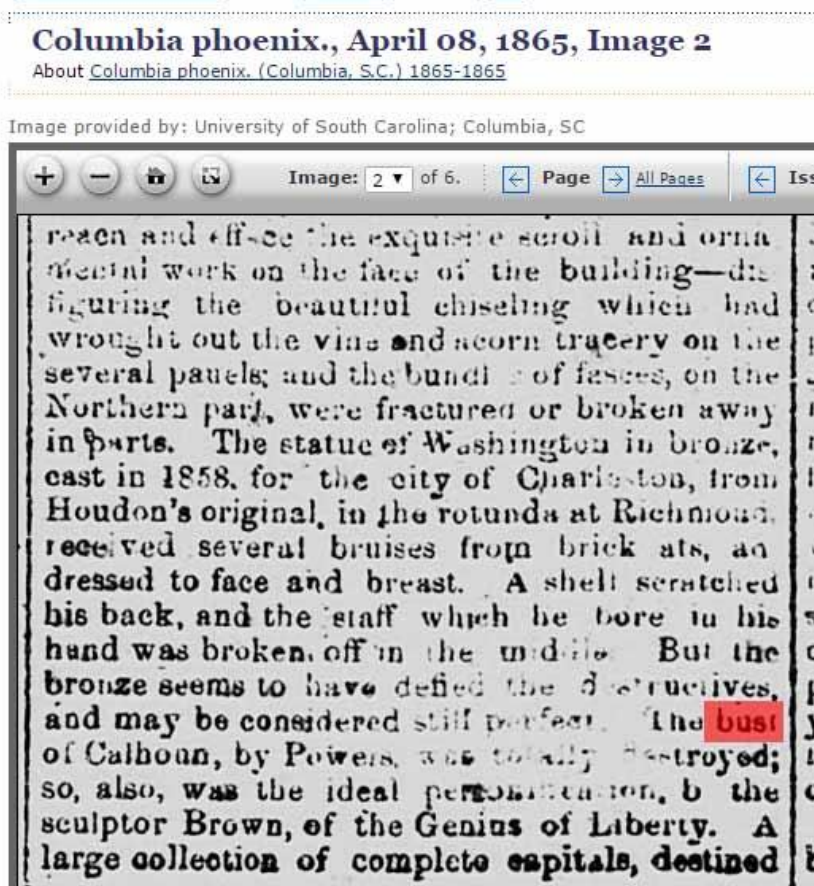 Columbia phoenix., April 08, 1865, Image 2
About Columbia phoenix. (Columbia, S.C.) 1865-1865
Image provided by: University of South Carolina; Columbia, SC
Image: 2 of 6. Page All Pages Iss
reach and the exquisite scroll and orna
mental work on the face of the building—dis
figuring the beautiful chiseling which had
wrought out the vine and acorn tracery on the
several panels; and the of fasces, on the
Northern part, were fractured or broken away
in parts. The statue of Washington in bronze,
cast in 1858, for the city of Charleston, from
Houdon's original, in the rotunda at Richmond,
received several bruises from brick ats, ad
dressed to face and breast. A shell scratched
his back, and the staff which he bore in his
hand was broken off in the middle. But the
bronze seems to have defied the destructives,
and may be considered still perfect. The bust
of Calhoun, by Powers, was totally destroyed;
so, also, was the ideal b the
sculptor Brown, of the Genius of Liberty. A
large collection of complete capitals, destined